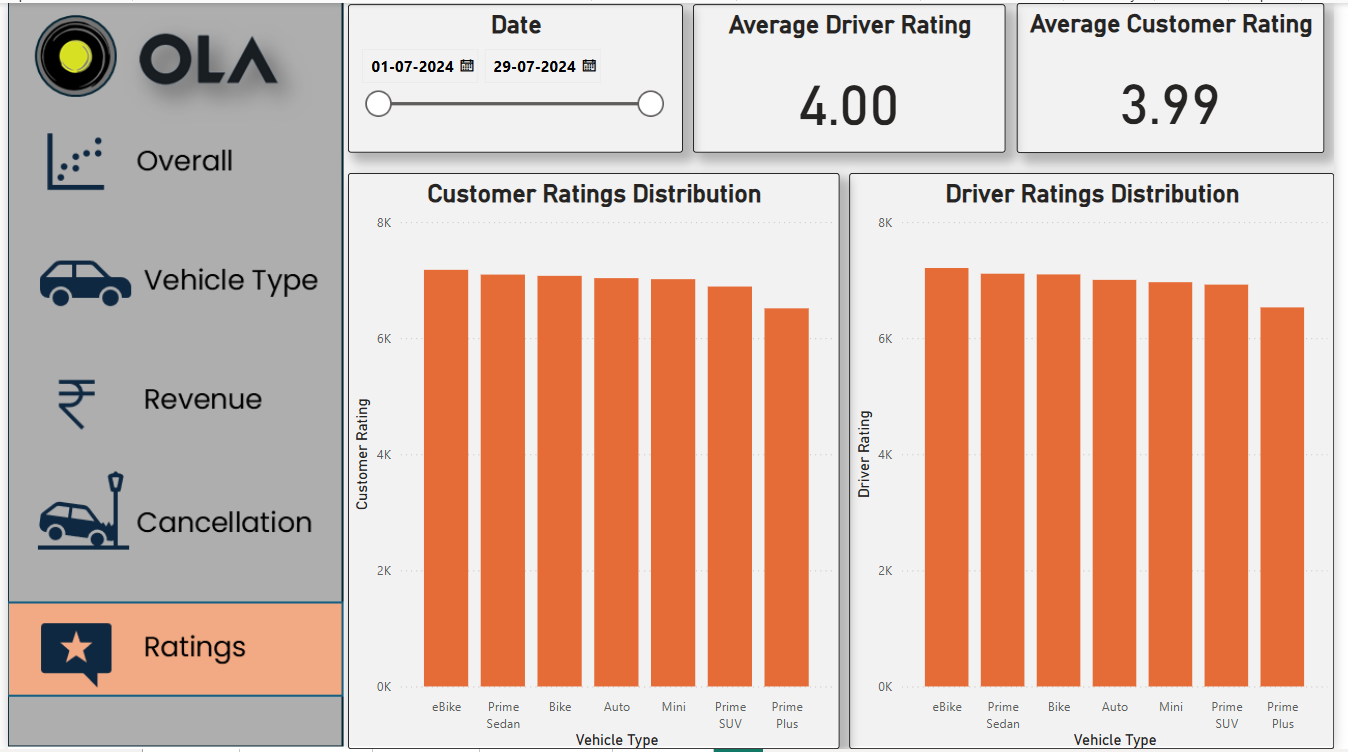 OLA
Overall
Vehicle Type
Revenue
Cancellation
Ratings
Date
01-07-2024 29-07-2024
Average Driver Rating
4.00
Average Customer Rating
3.99
Customer Ratings Distribution
8K
6K
4K
2K
0K
Customer Rating
eBike
Prime
Sedan
Bike
Auto
Mini
Prime
SUV
Prime
Plus
Vehicle Type
Driver Ratings Distribution
8K
6K
4K
2K
0K
Driver Rating
eBike
Prime
Sedan
Bike
Auto
Mini
Prime
SUV
Prime
Plus
Vehicle Type